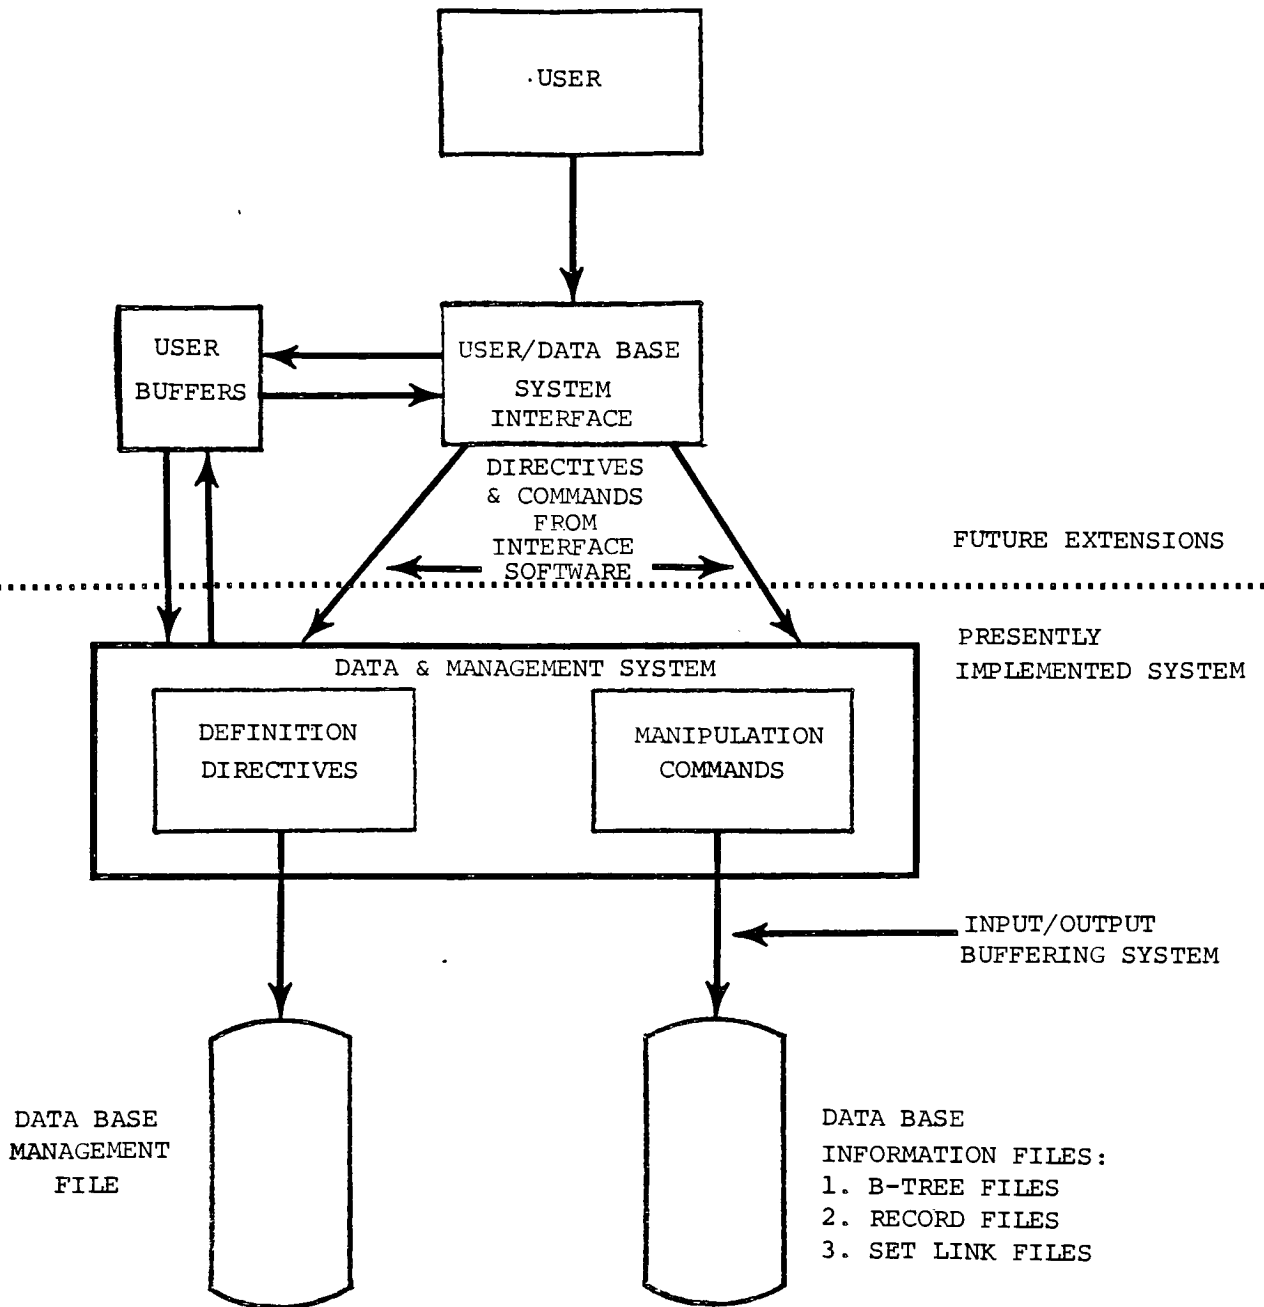 USER
USER
BUFFERS
USER/DATA BASE
SYSTEM
INTERFACE
DIRECTIVES
& COMMANDS
FROM
INTERFACE
SOFTWARE
FUTURE EXTENSIONS
PRESENTLY
IMPLEMENTED SYSTEM
DATA & MANAGEMENT SYSTEM
DEFINITION
DIRECTIVES
MANIPULATION
COMMANDS
INPUT/OUTPUT
BUFFERING SYSTEM
DATA BASE
MANAGEMENT
FILE
DATA BASE
INFORMATION FILES:
1. B-TREE FILES
2. RECORD FILES
3. SET LINK FILES